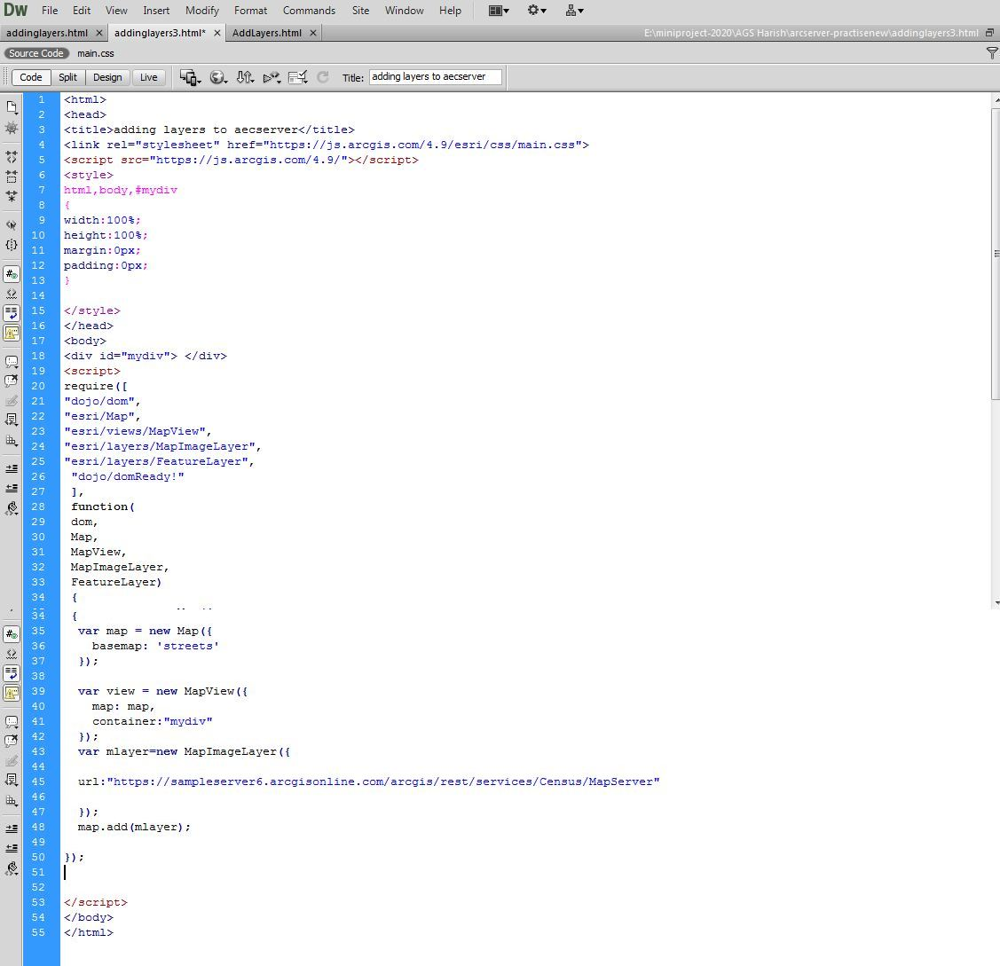 Dw File Edit View Insert Modify Format Commands Site Window Help
addinglayers.html × addinglayers3.html* × AddLayers.html × E:\miniproject-2020\AGS Harish\arcserver-practisenew\addinglayers3.html
Source Code main.css
Code Split Design Live Title: adding layers to aecserver
1 <html>
2 <head>
3 <title>adding layers to aecserver</title>
4 <link rel="stylesheet" href="https://js.arcgis.com/4.9/esri/css/main.css">
5 <script src="https://js.arcgis.com/4.9/"></script>
6 <style>
7 html,body,#mydiv
8 {
9 width:100%;
10 height:100%;
11 margin:0px;
12 padding:0px;
13 }
14
15 </style>
16 </head>
17 <body>
18 <div id="mydiv"> </div>
19 <script>
20 require([
21 "dojo/dom",
22 "esri/Map",
23 "esri/views/MapView",
24 "esri/layers/MapImageLayer",
25 "esri/layers/FeatureLayer",
26 "dojo/domReady!"
27 ],
28 function(
29 dom,
30 Map,
31 MapView,
32 MapImageLayer,
33 FeatureLayer)
34 {
34 {
35 var map = new Map({
36 basemap: 'streets'
37 });
38
39 var view = new MapView({
40 map: map,
41 container:"mydiv"
42 });
43 var mlayer=new MapImageLayer({
44
45 url:"https://sampleserver6.arcgisonline.com/arcgis/rest/services/Census/MapServer"
46
47 });
48 map.add(mlayer);
49
50 });
51
52
53 </script>
54 </body>
55 </html>